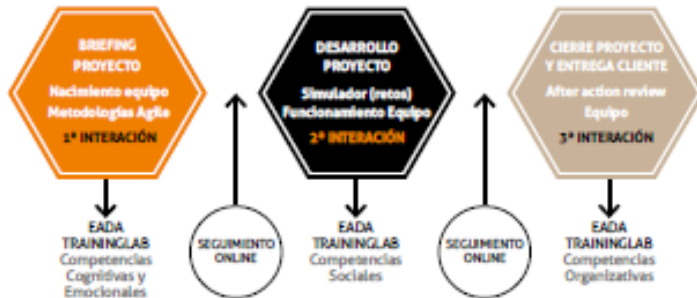 BRIEFING
PROYECTO
Nacimiento equipo
Metodologías Agile
1ª INTERACIÓN
DESARROLLO
PROYECTO
Simulador (retos)
Funcionamiento Equipo
2ª INTERACIÓN
CIERRE PROYECTO
Y ENTREGA CLIENTE
After action review
Equipo
3ª INTERACIÓN
EADA
TRAININGLAB
Competencias
Cognitivas y
Emocionales
SEGUIMIENTO
ONLINE
EADA
TRAININGLAB
Competencias
Sociales
SEGUIMIENTO
ONLINE
EADA
TRAININGLAB
Competencias
Organizativas